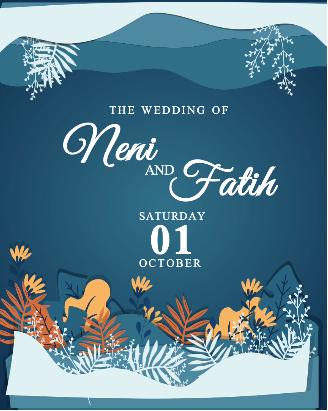 THE WEDDING OF
Neni
AND
Fatih
SATURDAY
01
OCTOBER